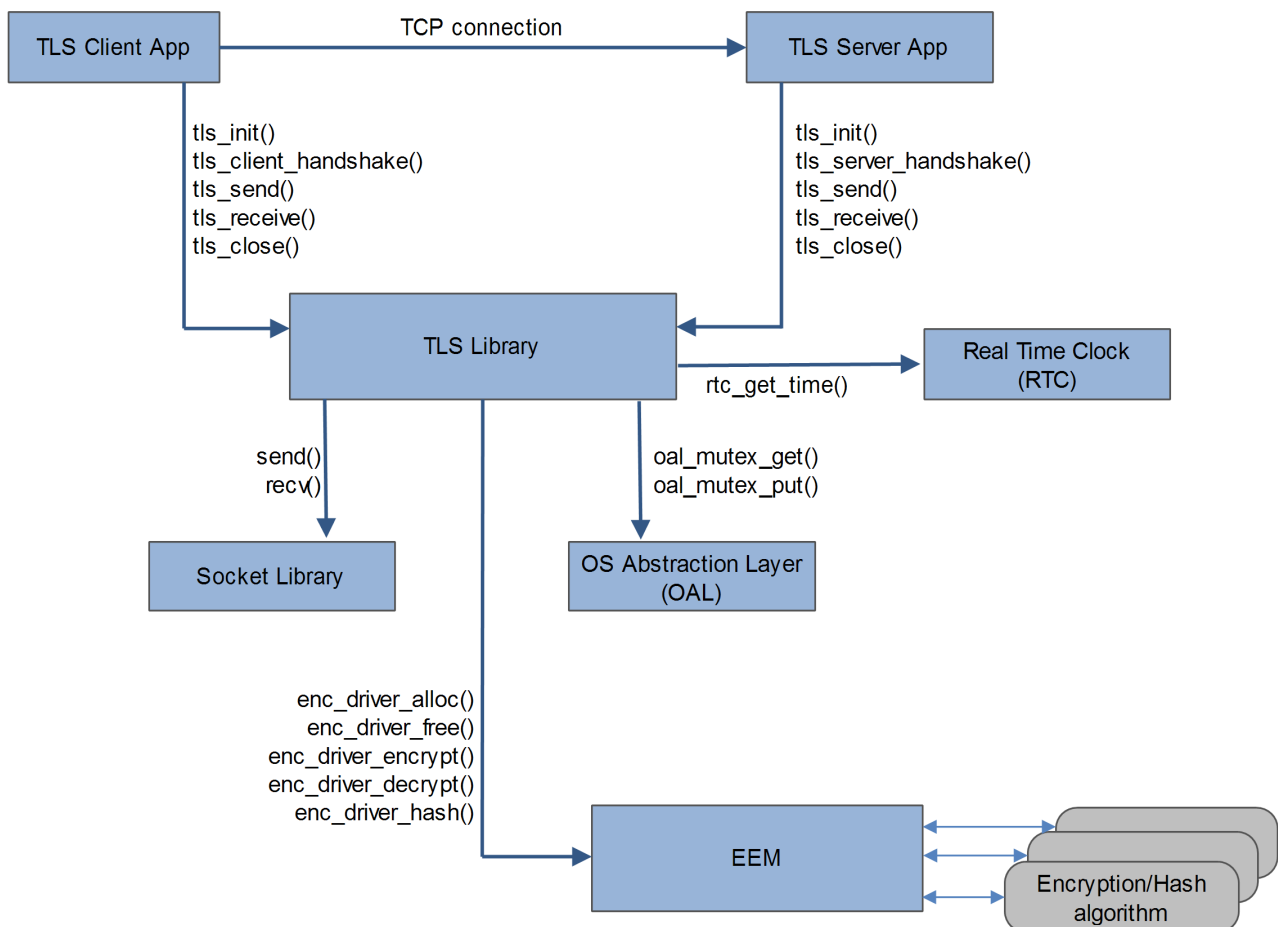 TLS Client App
TCP connection
TLS Server App
tls_init()
tls_client_handshake()
tls_send()
tls_receive()
tls_close()
tls_init()
tls_server_handshake()
tls_send()
tls_receive()
tls_close()
TLS Library
Real Time Clock
(RTC)
rtc_get_time()
send()
recv()
oal_mutex_get()
oal_mutex_put()
Socket Library
OS Abstraction Layer
(OAL)
enc_driver_alloc()
enc_driver_free()
enc_driver_encrypt()
enc_driver_decrypt()
enc_driver_hash()
EEM
Encryption/Hash
algorithm